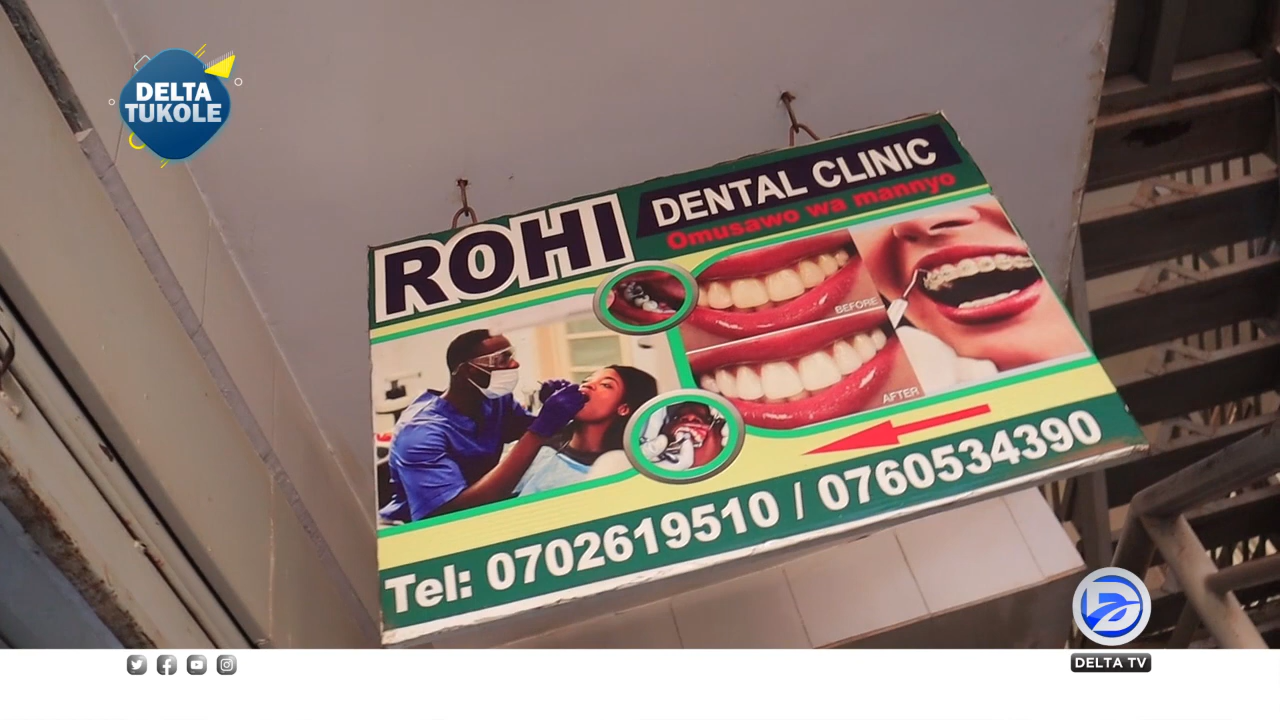 DELTA
TUKOLE
ROHI
DENTAL CLINIC
Omusawo wa mannyo
BEFORE
AFTER
Tel: 0702619510 / 0760534390
DELTA TV